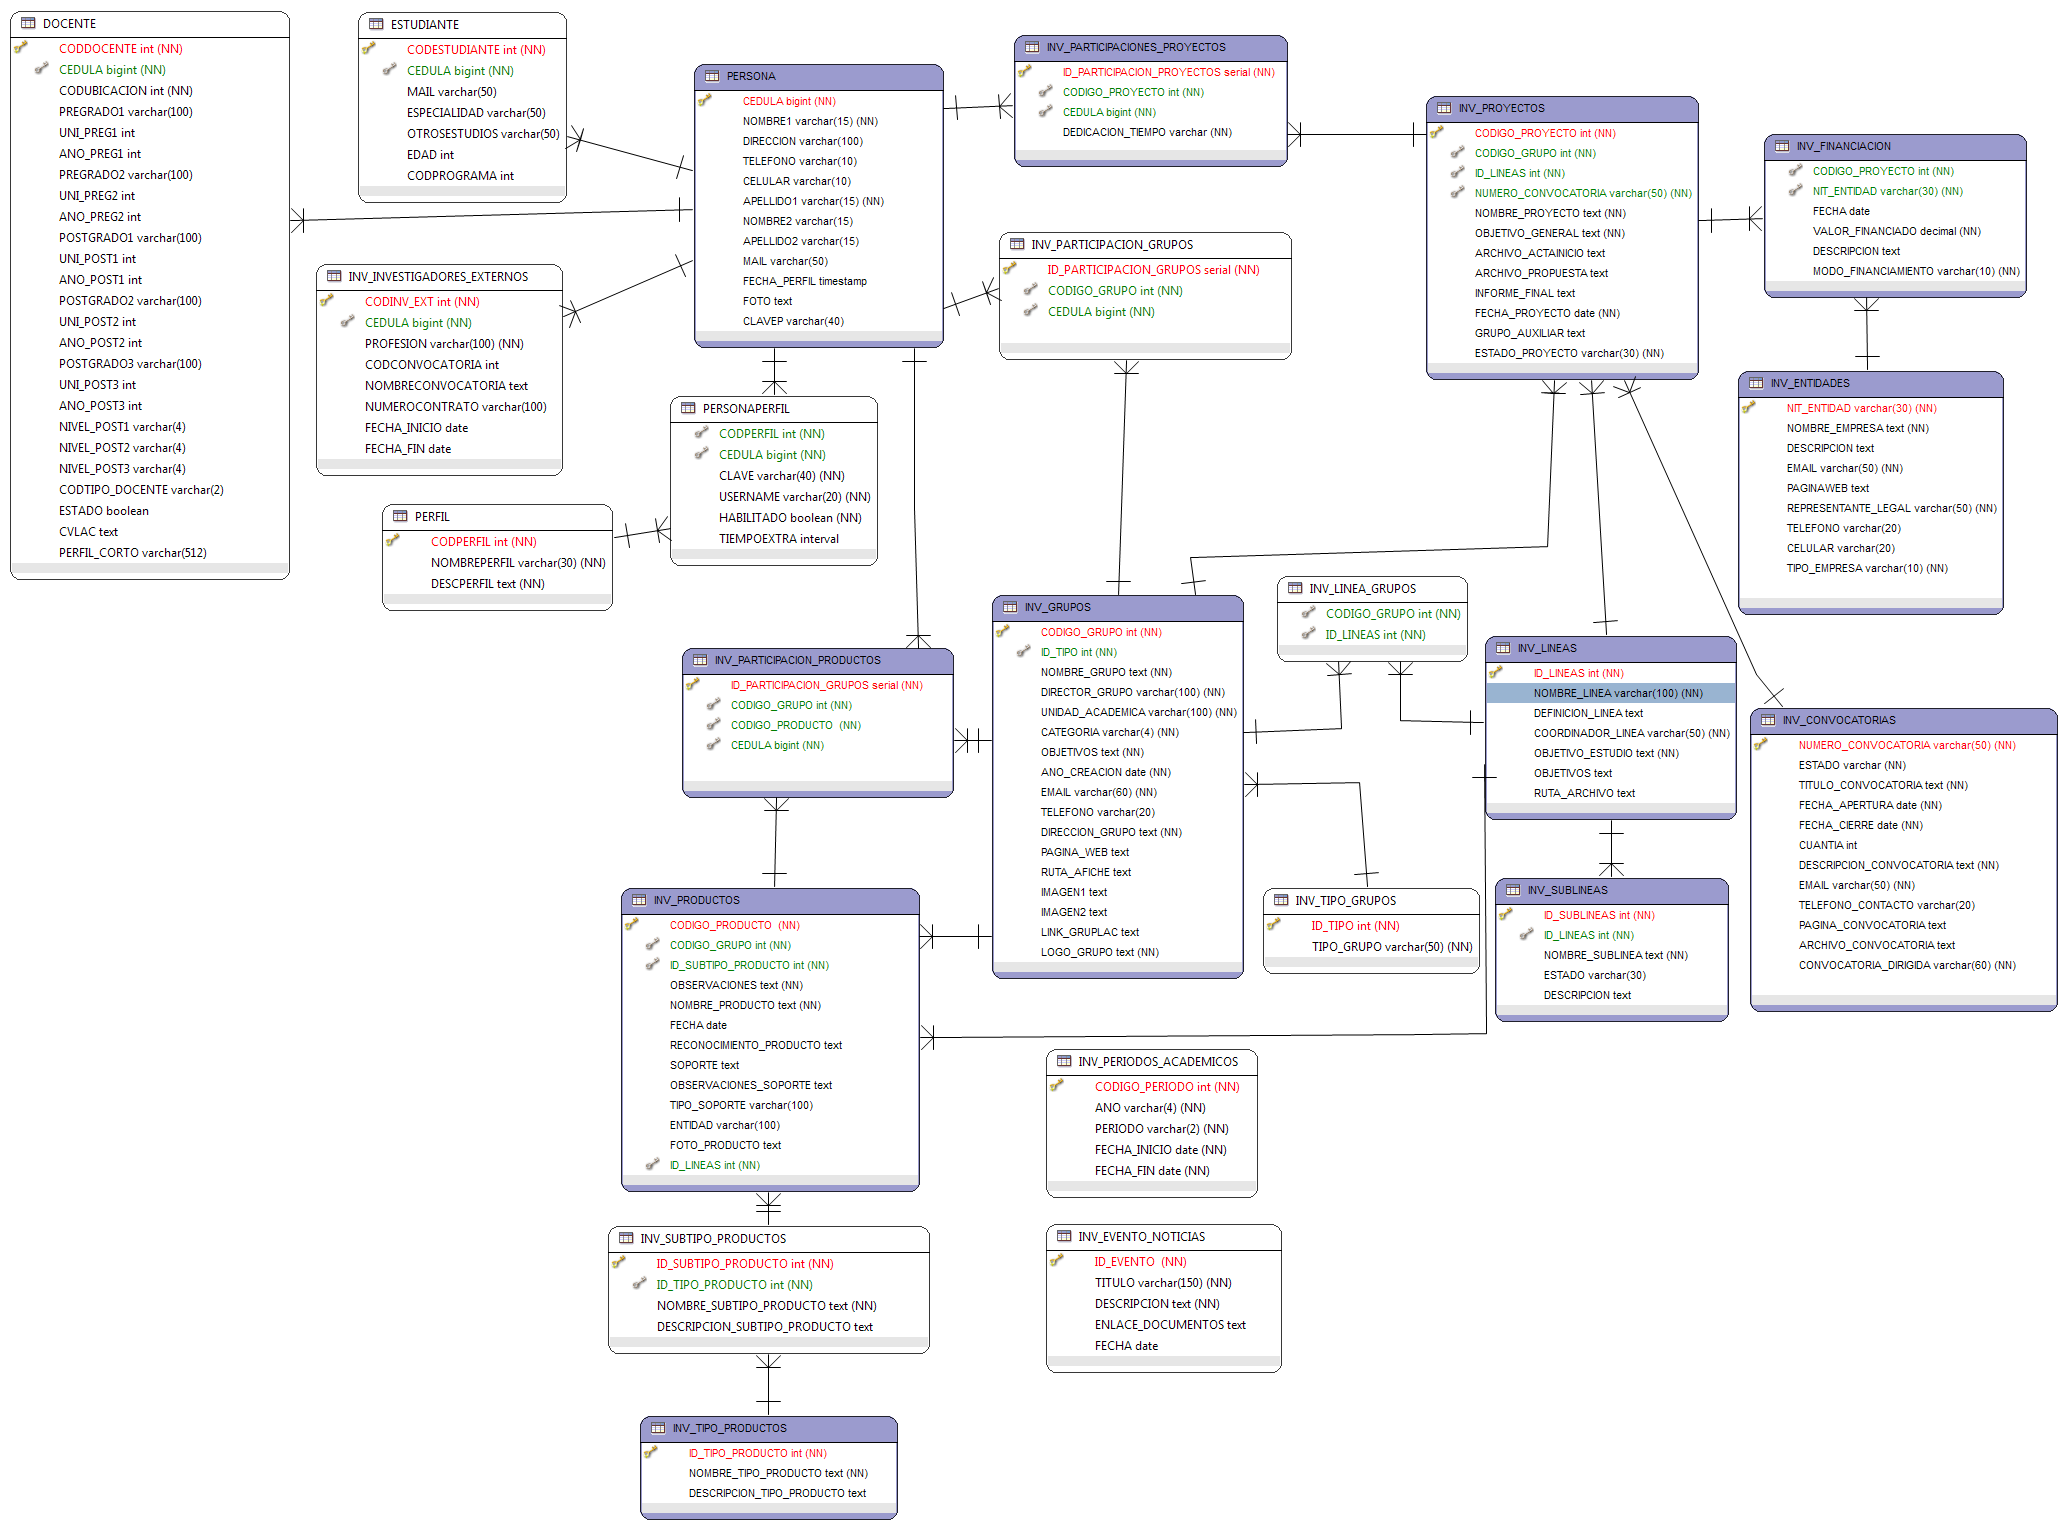 DOCENTE
CODDOCENTE int (NN)
CEDULA bigint (NN)
CODUBICACION int (NN)
PREGRADO1 varchar(100)
UNI_PREG1 int
ANO_PREG1 int
PREGRADO2 varchar(100)
UNI_PREG2 int
ANO_PREG2 int
POSTGRADO1 varchar(100)
UNI_POST1 int
ANO_POST1 int
POSTGRADO2 varchar(100)
UNI_POST2 int
ANO_POST2 int
POSTGRADO3 varchar(100)
UNI_POST3 int
ANO_POST3 int
NIVEL_POST1 varchar(4)
NIVEL_POST2 varchar(4)
NIVEL_POST3 varchar(4)
CODTIPO_DOCENTE varchar(2)
ESTADO boolean
CVLAC text
PERFIL_CORTO varchar(512)
ESTUDIANTE
CODESTUDIANTE int (NN)
CEDULA bigint (NN)
MAIL varchar(50)
ESPECIALIDAD varchar(50)
OTROSESTUDIOS varchar(50)
EDAD int
CODPROGRAMA int
INV_INVESTIGADORES_EXTERNOS
CODINV_EXT int (NN)
CEDULA bigint (NN)
PROFESION varchar(100) (NN)
CODCONVOCATORIA int
NOMBRECONVOCATORIA text
NUMEROCONTRATO varchar(100)
FECHA_INICIO date
FECHA_FIN date
PERFIL
CODPERFIL int (NN)
NOMBREPERFIL varchar(30) (NN)
DESCPERFIL text (NN)
PERSONA
CEDULA bigint (NN)
NOMBRE1 varchar(15) (NN)
DIRECCION varchar(100)
TELEFONO varchar(10)
CELULAR varchar(10)
APELLIDO1 varchar(15) (NN)
NOMBRE2 varchar(15)
APELLIDO2 varchar(15)
MAIL varchar(50)
FECHA_PERFIL timestamp
FOTO text
CLAVEP varchar(40)
PERSONAPERFIL
CODPERFIL int (NN)
CEDULA bigint (NN)
CLAVE varchar(40) (NN)
USERNAME varchar(20) (NN)
HABILITADO boolean (NN)
TIEMPOEXTRA interval
INV_PARTICIPACIONES_PROYECTOS
ID_PARTICIPACION_PROYECTOS serial (NN)
CODIGO_PROYECTO int (NN)
CEDULA bigint (NN)
DEDICACION_TIEMPO varchar (NN)
INV_PARTICIPACION_GRUPOS
ID_PARTICIPACION_GRUPOS serial (NN)
CODIGO_GRUPO int (NN)
CEDULA bigint (NN)
INV_PROYECTOS
CODIGO_PROYECTO int (NN)
CODIGO_GRUPO int (NN)
ID_LINEAS int (NN)
NUMERO_CONVOCATORIA varchar(50) (NN)
NOMBRE_PROYECTO text (NN)
OBJETIVO_GENERAL text (NN)
ARCHIVO_ACTAINICIO text
ARCHIVO_PROPUESTA text
INFORME_FINAL text
FECHA_PROYECTO date (NN)
GRUPO_AUXILIAR text
ESTADO_PROYECTO varchar(30) (NN)
INV_FINANCIACION
CODIGO_PROYECTO int (NN)
NIT_ENTIDAD varchar(30) (NN)
FECHA date
VALOR_FINANCIADO decimal (NN)
DESCRIPCION text
MODO_FINANCIAMIENTO varchar(10) (NN)
INV_ENTIDADES
NIT_ENTIDAD varchar(30) (NN)
NOMBRE_EMPRESA text (NN)
DESCRIPCION text
EMAIL varchar(50) (NN)
PAGINAWEB text
REPRESENTANTE_LEGAL varchar(50) (NN)
TELEFONO varchar(20)
CELULAR varchar(20)
TIPO_EMPRESA varchar(10) (NN)
INV_PARTICIPACION_PRODUCTOS
ID_PARTICIPACION_GRUPOS serial (NN)
CODIGO_GRUPO int (NN)
CODIGO_PRODUCTO (NN)
CEDULA bigint (NN)
INV_GRUPOS
CODIGO_GRUPO int (NN)
ID_TIPO int (NN)
NOMBRE_GRUPO text (NN)
DIRECTOR_GRUPO varchar(100) (NN)
UNIDAD_ACADEMICA varchar(100) (NN)
CATEGORIA varchar(4) (NN)
OBJETIVOS text (NN)
ANO_CREACION date (NN)
EMAIL varchar(60) (NN)
TELEFONO varchar(20)
DIRECCION_GRUPO text (NN)
PAGINA_WEB text
RUTA_AFICHE text
IMAGEN1 text
IMAGEN2 text
LINK_GRUPLAC text
LOGO_GRUPO text (NN)
INV_LINEA_GRUPOS
CODIGO_GRUPO int (NN)
ID_LINEAS int (NN)
INV_LINEAS
ID_LINEAS int (NN)
NOMBRE_LINEA varchar(100) (NN)
DEFINICION_LINEA text
COORDINADOR_LINEA varchar(50) (NN)
OBJETIVO_ESTUDIO text (NN)
OBJETIVOS text
RUTA_ARCHIVO text
INV_CONVOCATORIAS
NUMERO_CONVOCATORIA varchar(50) (NN)
ESTADO varchar (NN)
TITULO_CONVOCATORIA text (NN)
FECHA_APERTURA date (NN)
FECHA_CIERRE date (NN)
CUANTIA int
DESCRIPCION_CONVOCATORIA text (NN)
EMAIL varchar(50) (NN)
TELEFONO_CONTACTO varchar(20)
PAGINA_CONVOCATORIA text
ARCHIVO_CONVOCATORIA text
CONVOCATORIA_DIRIGIDA varchar(60) (NN)
INV_TIPO_GRUPOS
ID_TIPO int (NN)
TIPO_GRUPO varchar(50) (NN)
INV_SUBLINEAS
ID_SUBLINEAS int (NN)
ID_LINEAS int (NN)
NOMBRE_SUBLINEA text (NN)
ESTADO varchar(30)
DESCRIPCION text
INV_PRODUCTOS
CODIGO_PRODUCTO (NN)
CODIGO_GRUPO int (NN)
ID_SUBTIPO_PRODUCTO int (NN)
OBSERVACIONES text (NN)
NOMBRE_PRODUCTO text (NN)
FECHA date
RECONOCIMIENTO_PRODUCTO text
SOPORTE text
OBSERVACIONES_SOPORTE text
TIPO_SOPORTE varchar(100)
ENTIDAD varchar(100)
FOTO_PRODUCTO text
ID_LINEAS int (NN)
INV_PERIODOS_ACADEMICOS
CODIGO_PERIODO int (NN)
ANO varchar(4) (NN)
PERIODO varchar(2) (NN)
FECHA_INICIO date (NN)
FECHA_FIN date (NN)
INV_SUBTIPO_PRODUCTOS
ID_SUBTIPO_PRODUCTO int (NN)
ID_TIPO_PRODUCTO int (NN)
NOMBRE_SUBTIPO_PRODUCTO text (NN)
DESCRIPCION_SUBTIPO_PRODUCTO text
INV_EVENTO_NOTICIAS
ID_EVENTO (NN)
TITULO varchar(150) (NN)
DESCRIPCION text (NN)
ENLACE_DOCUMENTOS text
FECHA date
INV_TIPO_PRODUCTOS
ID_TIPO_PRODUCTO int (NN)
NOMBRE_TIPO_PRODUCTO text (NN)
DESCRIPCION_TIPO_PRODUCTO text